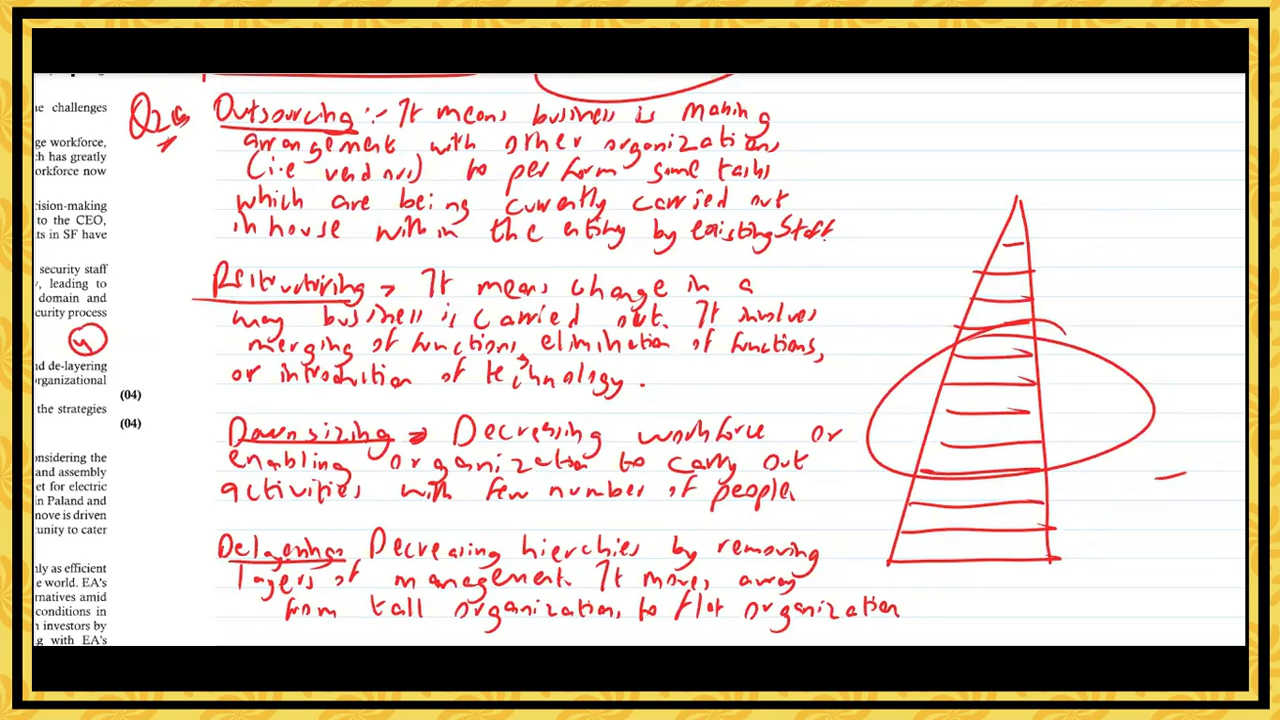 e challenges
ge workforce,
ch has greatly
orkforce now
cision-making
to the CEO,
ts in SF have
security staff
, leading to
domain and
curity process
nd de-layering
rganizational
(04)
the strategies
(04)
onsidering the
and assembly
et for electric
in Paland and
move is driven
unity to cater
ly as efficient
e world. EA's
rnatives amid
conditions in
investors by
g with EA's
Outsourcing :- It means business is making
arrangement with other organizations
(i.e vendors) to perform some tasks
which are being currently carried out
in house within the entity by existing staff.
Restructuring → It means change in a
way business is carried out. It involves
merging of functions, elimination of functions,
or introduction of technology.
Downsizing → Decreasing workforce or
enabling organization to carry out
activities with few number of people
Delayering Decreasing hierchies by removing
layers of management. It moves away
from tall organization, to flat organization